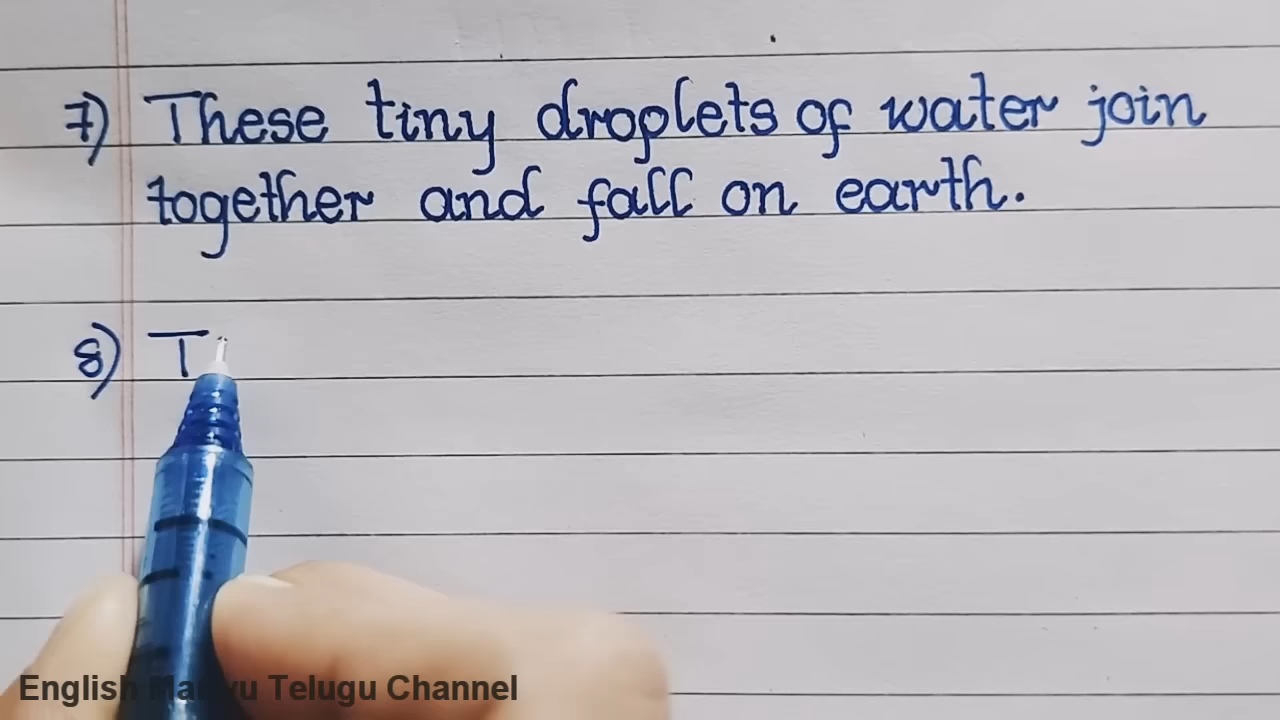 7) These tiny droplets of water join
together and fall on earth.
8) T
English Telugu Channel